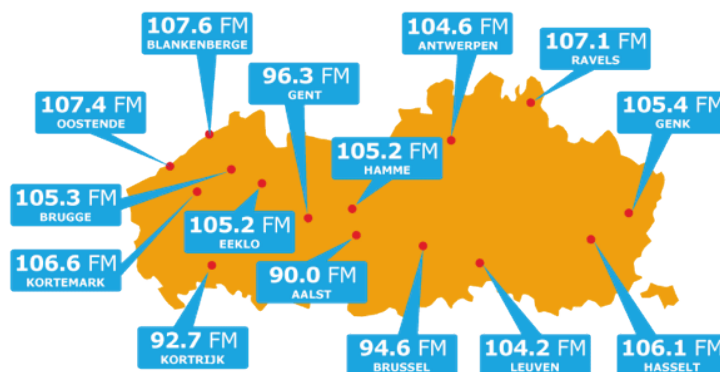 107.6 FM
BLANKENBERGE
104.6 FM
ANTWERPEN
107.1 FM
RAVELS
96.3 FM
GENT
107.4 FM
OOSTENDE
105.4 FM
GENK
105.2 FM
HAMME
105.3 FM
BRUGGE
105.2 FM
EEKLO
106.6 FM
KORTEMARK
90.0 FM
AALST
92.7 FM
KORTRIJK
94.6 FM
BRUSSEL
104.2 FM
LEUVEN
106.1 FM
HASSELT